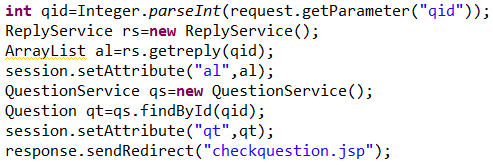 int qid=Integer.parseInt(request.getParameter("qid"));
ReplyService rs=new ReplyService();
ArrayList al=rs.getreply(qid);
session.setAttribute("al",al);
QuestionService qs=new QuestionService();
Question qt=qs.findById(qid);
session.setAttribute("qt",qt);
response.sendRedirect("checkquestion.jsp");